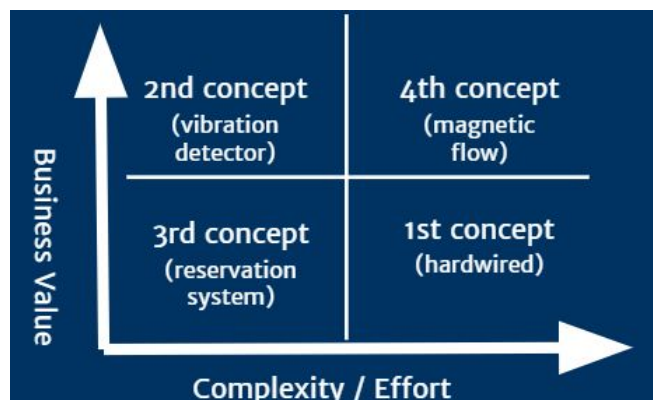 2nd concept
(vibration
detector)
4th concept
(magnetic
flow)
3rd concept
(reservation
system)
1st concept
(hardwired)
Business Value
Complexity / Effort